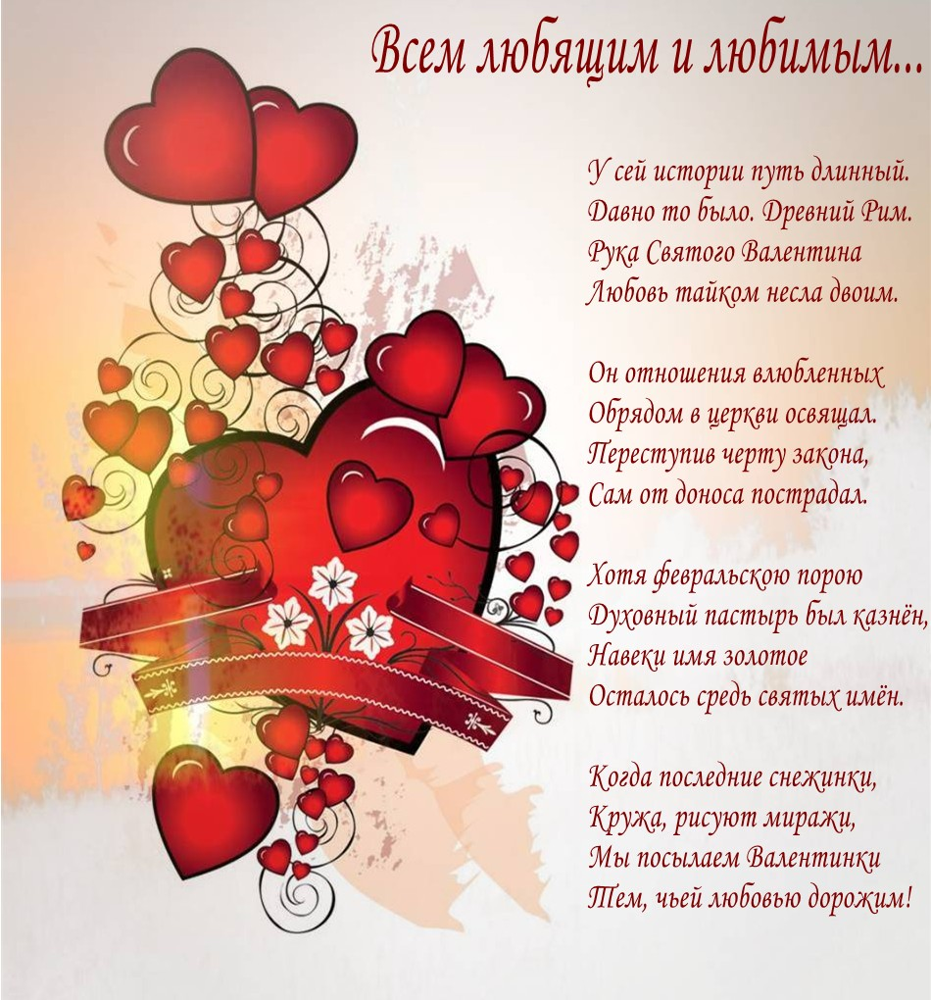 Всем любящим и любимым...
У сей истории путь длинный.
Давно то было. Древний Рим.
Рука Святого Валентина
Любовь тайком несла двоим.
Он отношения влюбленных
Обрядом в церкви освящал.
Переступив черту закона,
Сам от доноса пострадал.
Хотя февральскою порою
Духовный пастырь был казнён,
Навеки имя золотое
Осталось средь святых имён.
Когда последние снежинки,
Кружа, рисуют миражи,
Мы посылаем Валентинки
Тем, чьей любовью дорожим!